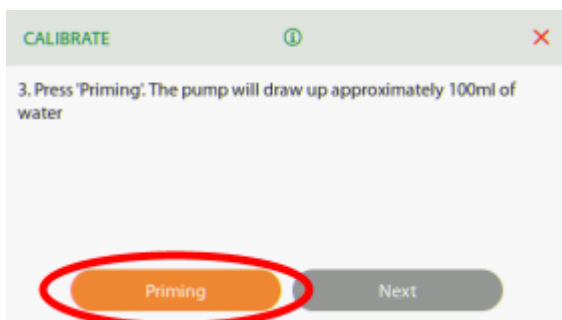 CALIBRATE
3. Press 'Priming'. The pump will draw up approximately 100ml of
water
Priming
Next